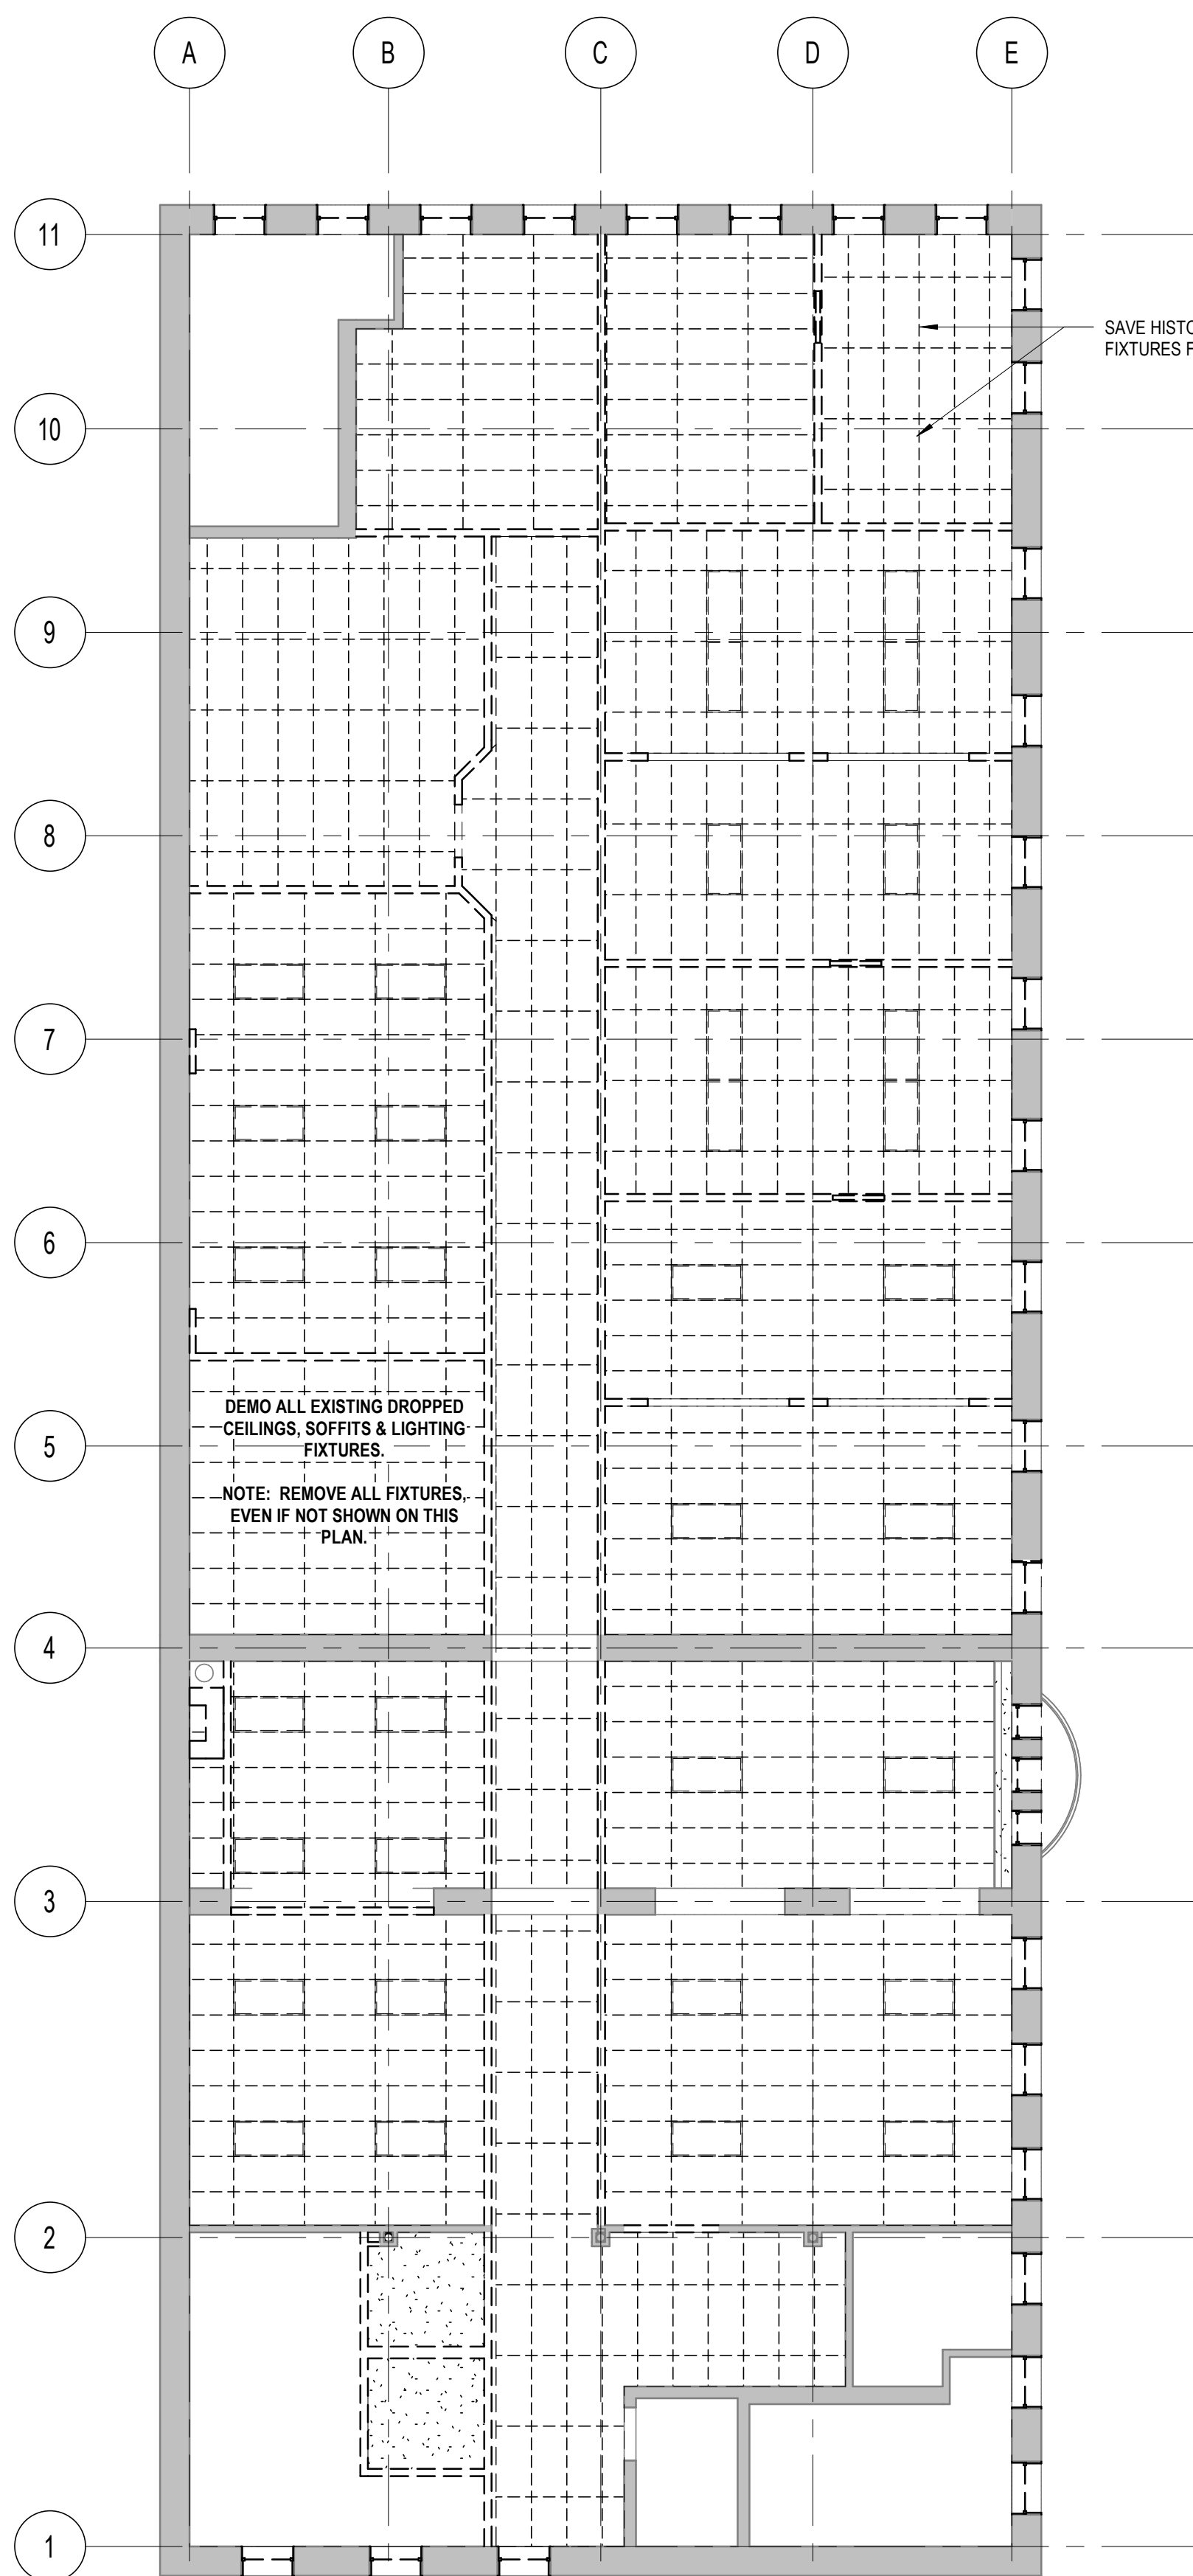 A
B
C
D
E
11
SAVE HISTO
FIXTURES F
10
9
8
7
6
DEMO ALL EXISTING DROPPED
CEILINGS, SOFFITS & LIGHTING
FIXTURES.
5
NOTE: REMOVE ALL FIXTURES,
EVEN IF NOT SHOWN ON THIS
PLAN.
4
3
2
1